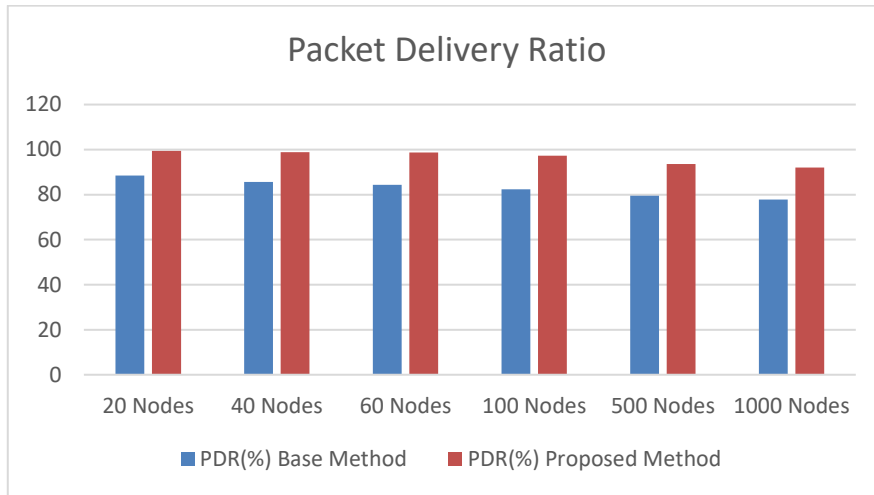 Packet Delivery Ratio
120
100
80
60
40
20
0
20 Nodes 40 Nodes 60 Nodes 100 Nodes 500 Nodes 1000 Nodes
PDR(%) Base Method PDR(%) Proposed Method